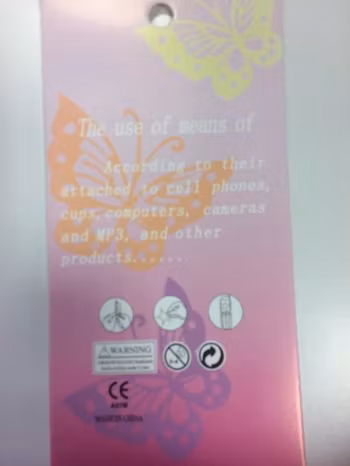 The use of means of
According to their
attached to cell phones,
cups, computers, cameras
and MP3, and other
products......
WARNING
CE
MADE IN CHINA